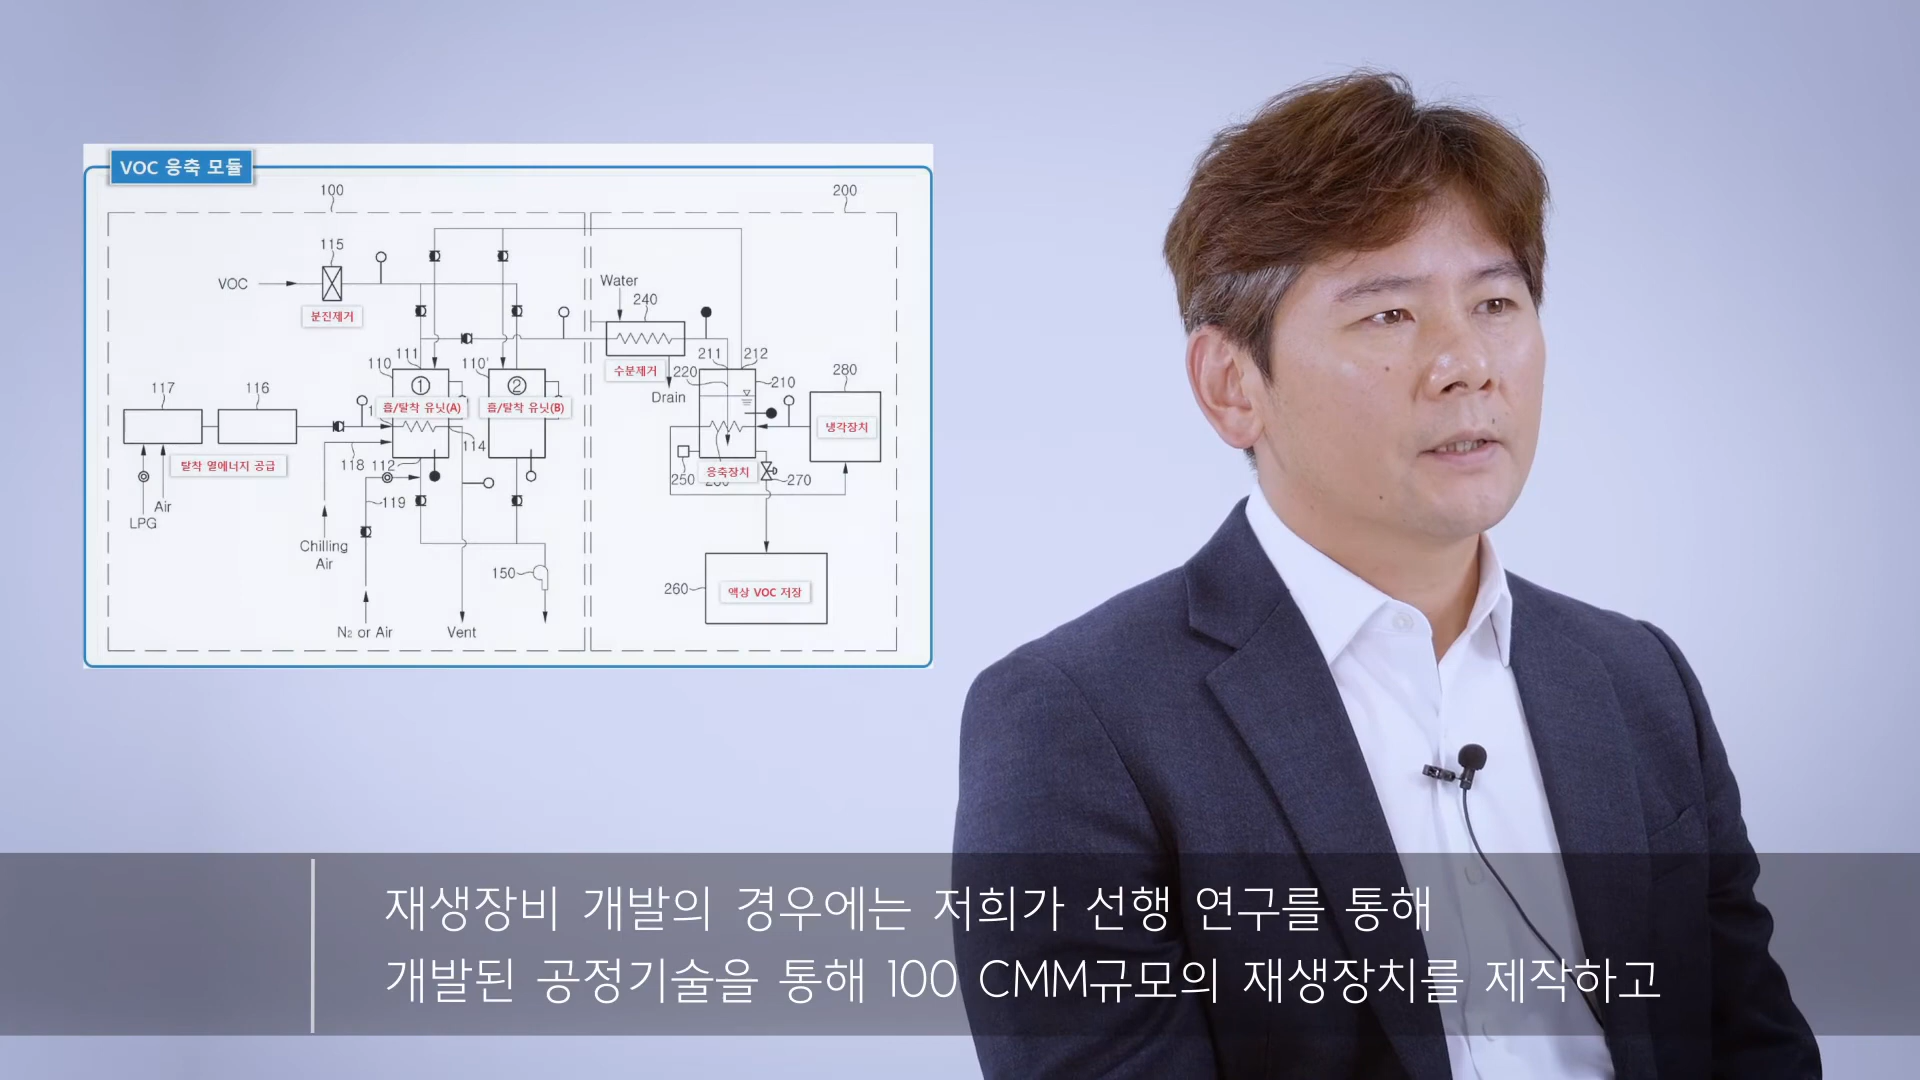 VOC 응축 모듈
100
200
115
VOC
분진제거
Water
240
수분제거
Drain
111
110
110'
①
②
흡/탈착 유닛(A)
흡/탈착 유닛(B)
117
116
탈착 열에너지 공급
114
118
112
119
Air
LPG
Chilling
Air
N₂ or Air
Vent
150
211
212
220
210
280
냉각장치
응축장치
250
270
260
액상 VOC 저장
재생장비 개발의 경우에는 저희가 선행 연구를 통해
개발된 공정기술을 통해 100 CMM규모의 재생장치를 제작하고